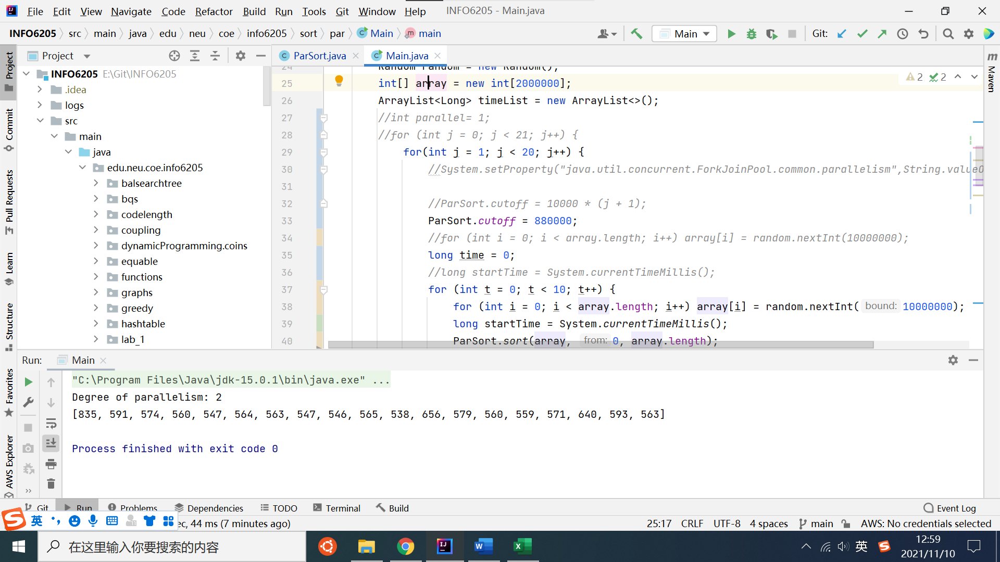 File Edit View Navigate Code Refactor Build Run Tools Git Window Help INFO6205 - Main.java
INFO6205 src main java edu neu coe info6205 sort par Main main
Main Git:
Project
ParSort.java Main.java
INFO6205 E:\Git\INFO6205
.idea
logs
src
main
java
edu.neu.coe.info6205
balsearchtree
bqs
codelength
coupling
dynamicProgramming.coins
equable
functions
graphs
greedy
hashtable
lab_1
24 Random random = new Random();
25 int[] array = new int[2000000];
26 ArrayList<Long> timeList = new ArrayList<>();
27 //int parallel= 1;
28 //for (int j = 0; j < 21; j++) {
29 for(int j = 1; j < 20; j++) {
30 //System.setProperty("java.util.concurrent.ForkJoinPool.common.parallelism",String.valueO
31
32 //ParSort.cutoff = 10000 * (j + 1);
33 ParSort.cutoff = 880000;
34 //for (int i = 0; i < array.length; i++) array[i] = random.nextInt(10000000);
35 long time = 0;
36 //long startTime = System.currentTimeMillis();
37 for (int t = 0; t < 10; t++) {
38 for (int i = 0; i < array.length; i++) array[i] = random.nextInt( bound: 10000000);
39 long startTime = System.currentTimeMillis();
40 ParSort.sort(array, from: 0, array.length);
2 2
Project
Commit
Pull Requests
Learn
Structure
Favorites
AWS Explorer
m
Maven
Run: Main
"C:\Program Files\Java\jdk-15.0.1\bin\java.exe" ...
Degree of parallelism: 2
[835, 591, 574, 560, 547, 564, 563, 547, 546, 565, 538, 656, 579, 560, 559, 571, 640, 593, 563]
Process finished with exit code 0
Git Run Problems Dependencies TODO Terminal Build Event Log
英 ec, 44 ms (7 minutes ago) 25:17 CRLF UTF-8 4 spaces main AWS: No credentials selected
在这里输入你要搜索的内容
英
12:59
2021/11/10